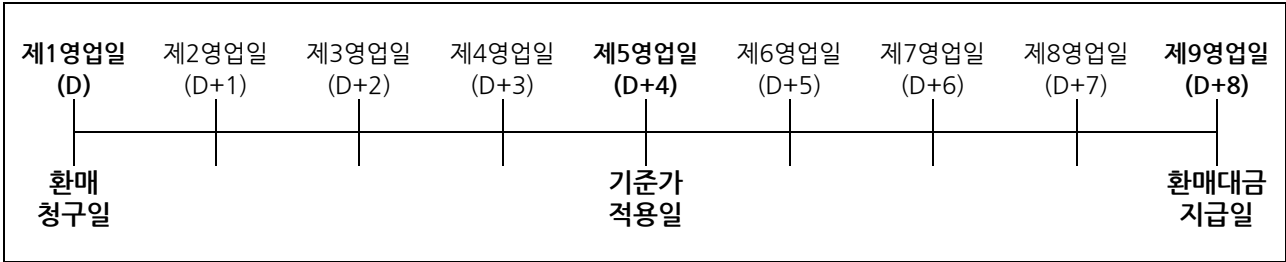 제1영업일 제2영업일 제3영업일 제4영업일 제5영업일 제6영업일 제7영업일 제8영업일 제9영업일
(D) (D+1) (D+2) (D+3) (D+4) (D+5) (D+6) (D+7) (D+8)
환매 기준가 환매대금
청구일 적용일 지급일